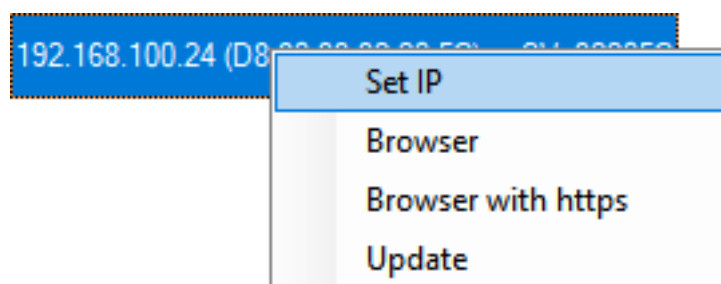 192.168.100.24 (D8
Set IP
Browser
Browser with https
Update